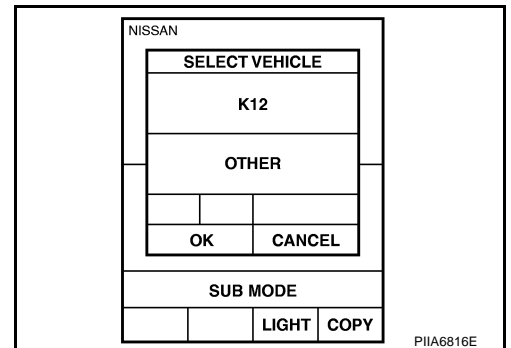 NISSAN
SELECT VEHICLE
K12
OTHER
OK CANCEL
SUB MODE
LIGHT COPY
PIIA6816E